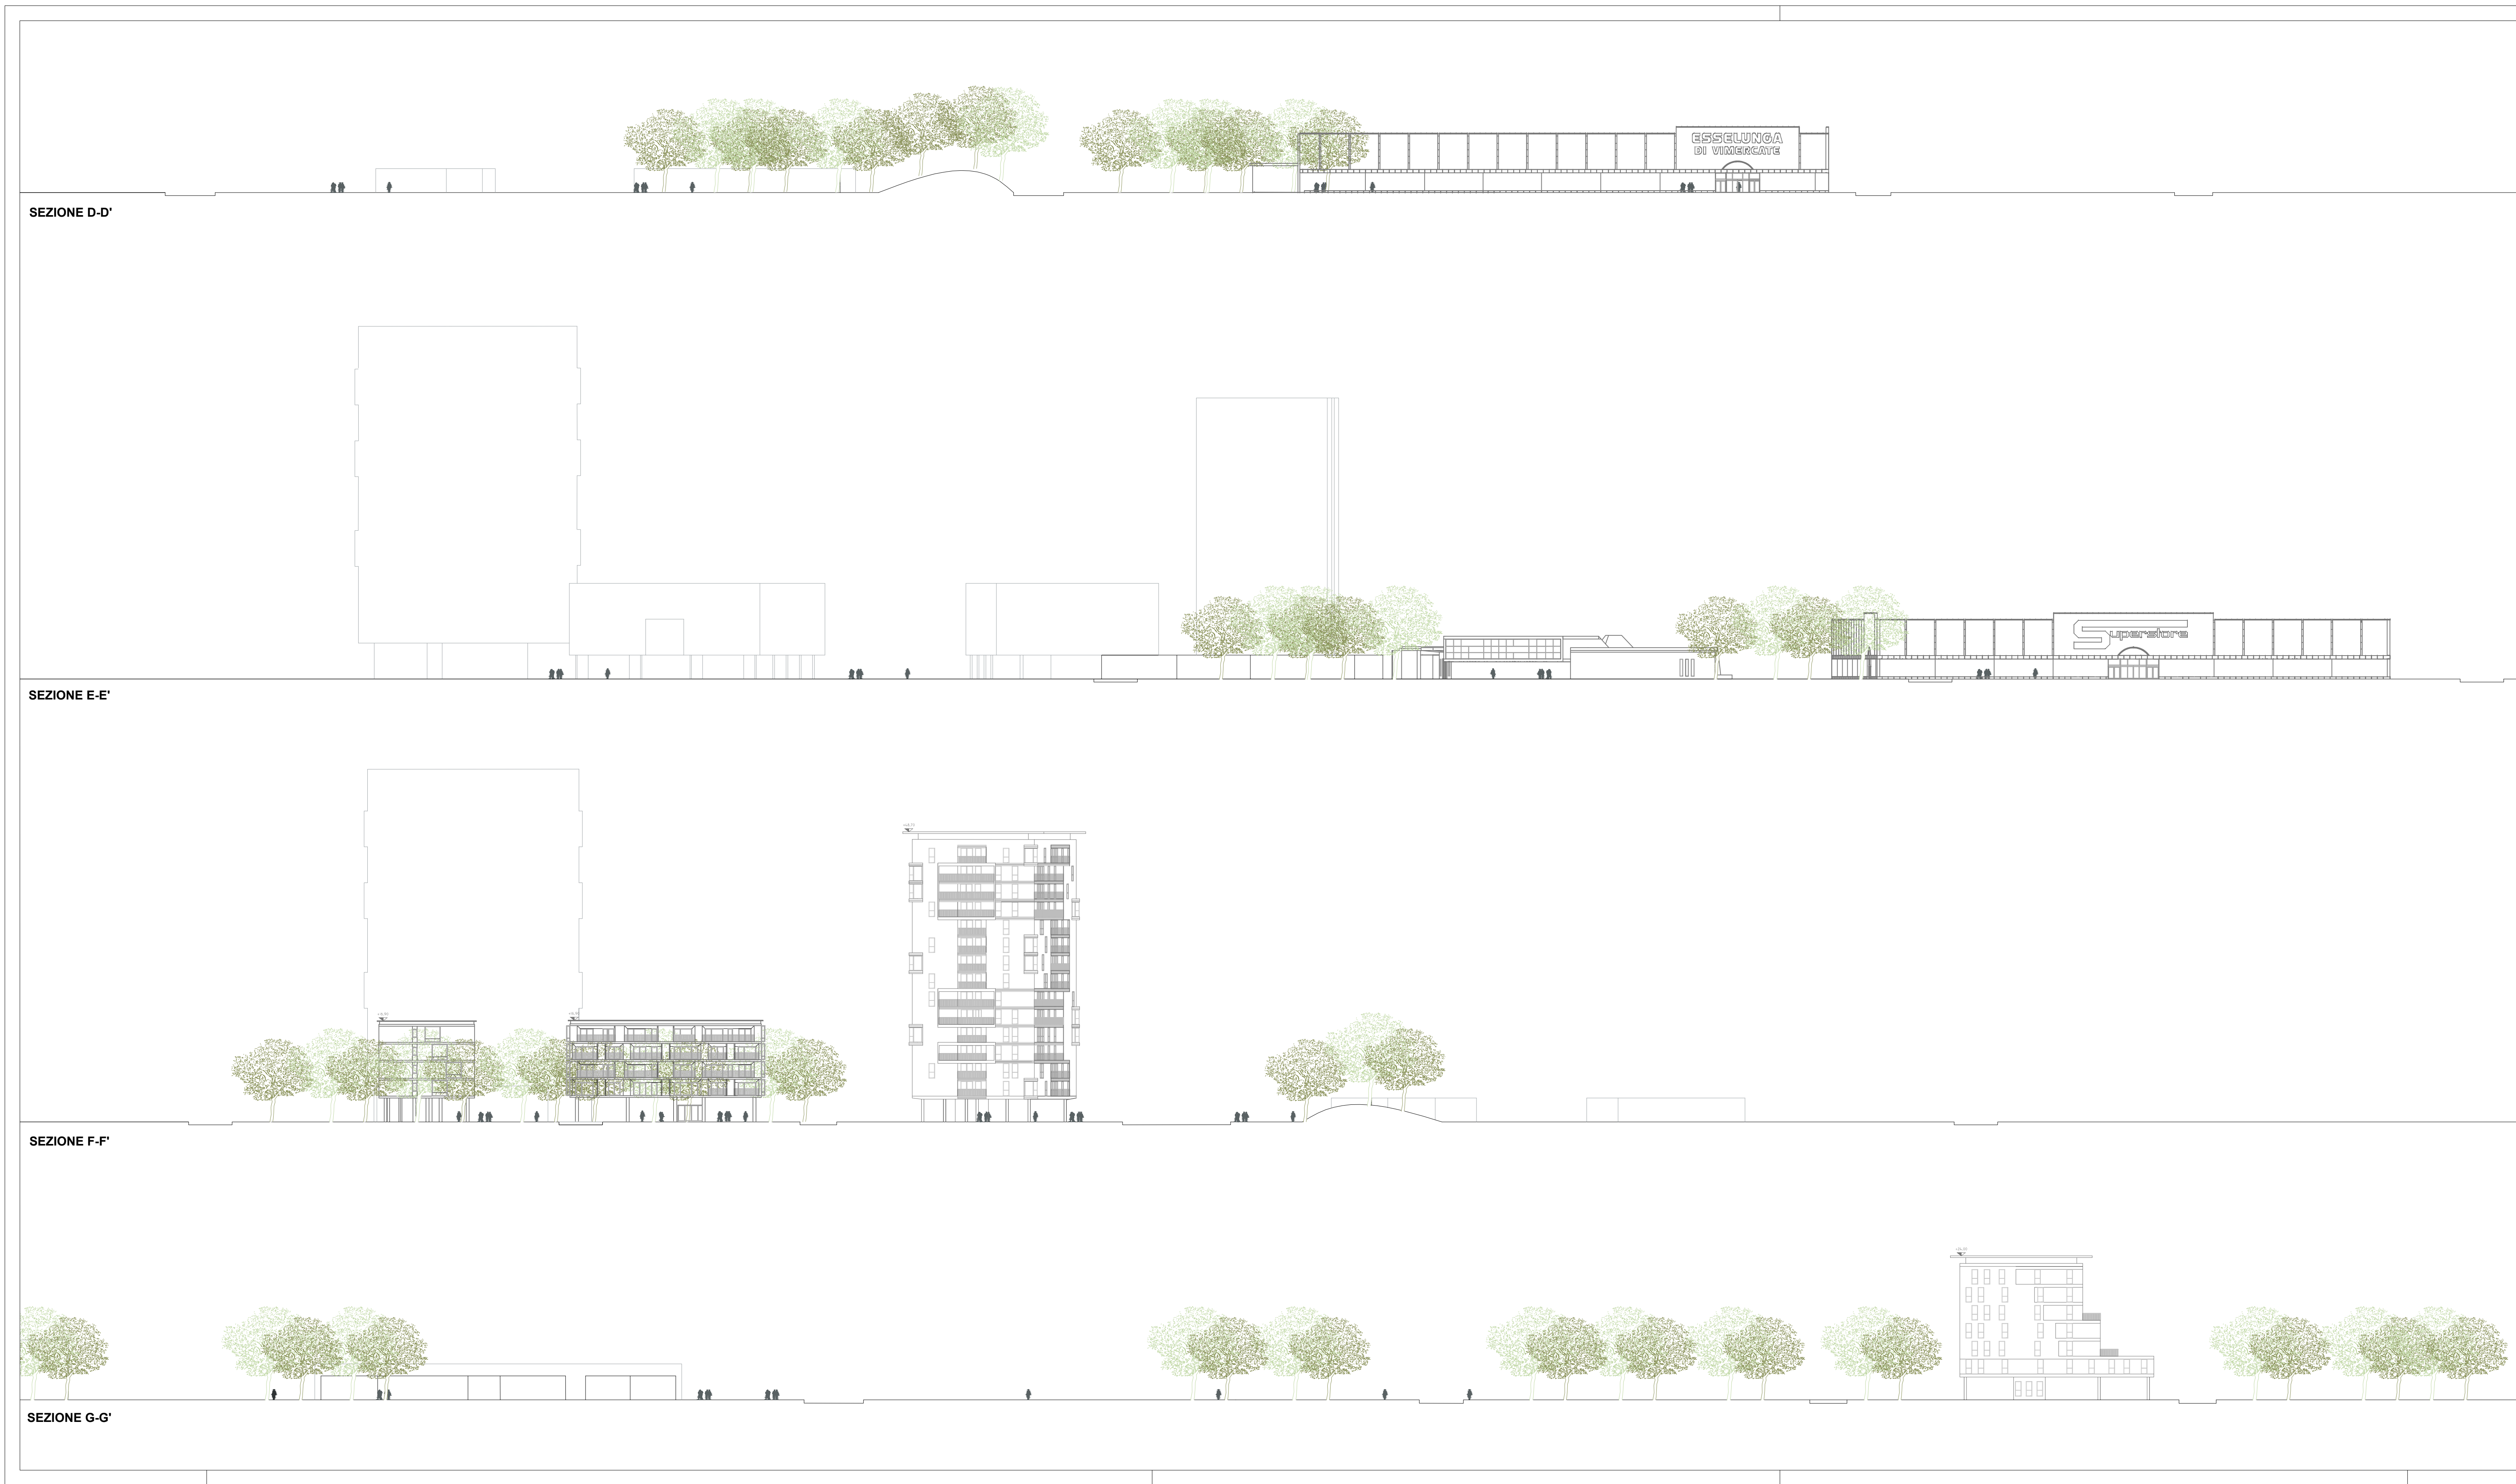 ESSELUNGA
DI VIMERCATE
SEZIONE D-D'
Superstore
SEZIONE E-E'
SEZIONE F-F'
SEZIONE G-G'